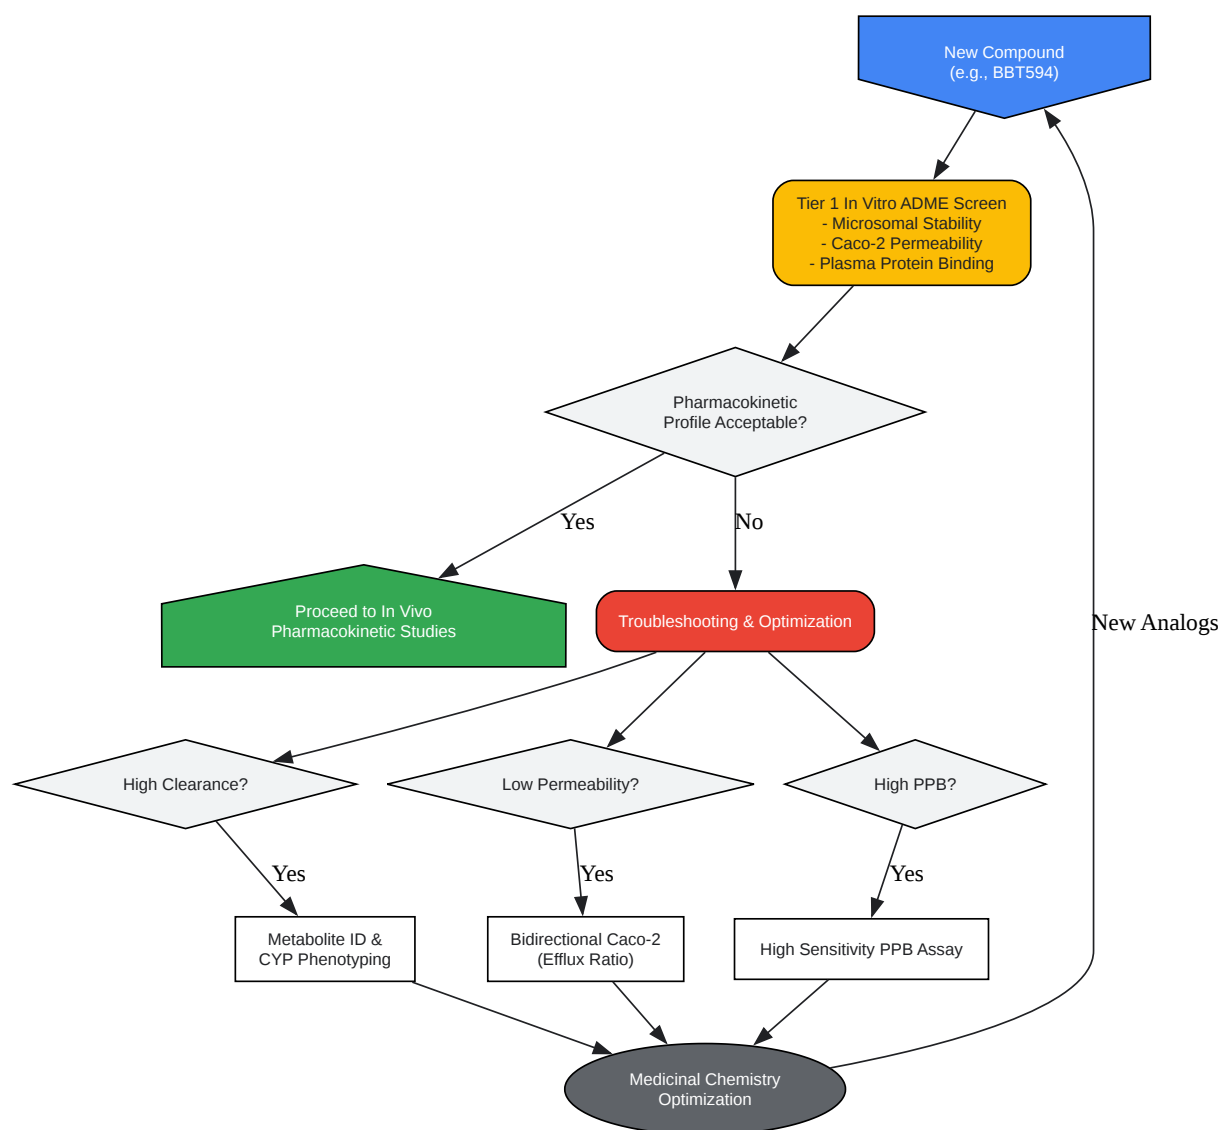 New Compound
(e.g., BBT594)
Tier 1 In Vitro ADME Screen
- Microsomal Stability
- Caco-2 Permeability
- Plasma Protein Binding
Pharmacokinetic
Profile Acceptable?
Yes
No
Proceed to In Vivo
Pharmacokinetic Studies
Troubleshooting & Optimization
New Analogs
High Clearance?
Low Permeability?
High PPB?
Yes
Yes
Yes
Metabolite ID &
CYP Phenotyping
Bidirectional Caco-2
(Efflux Ratio)
High Sensitivity PPB Assay
Medicinal Chemistry
Optimization